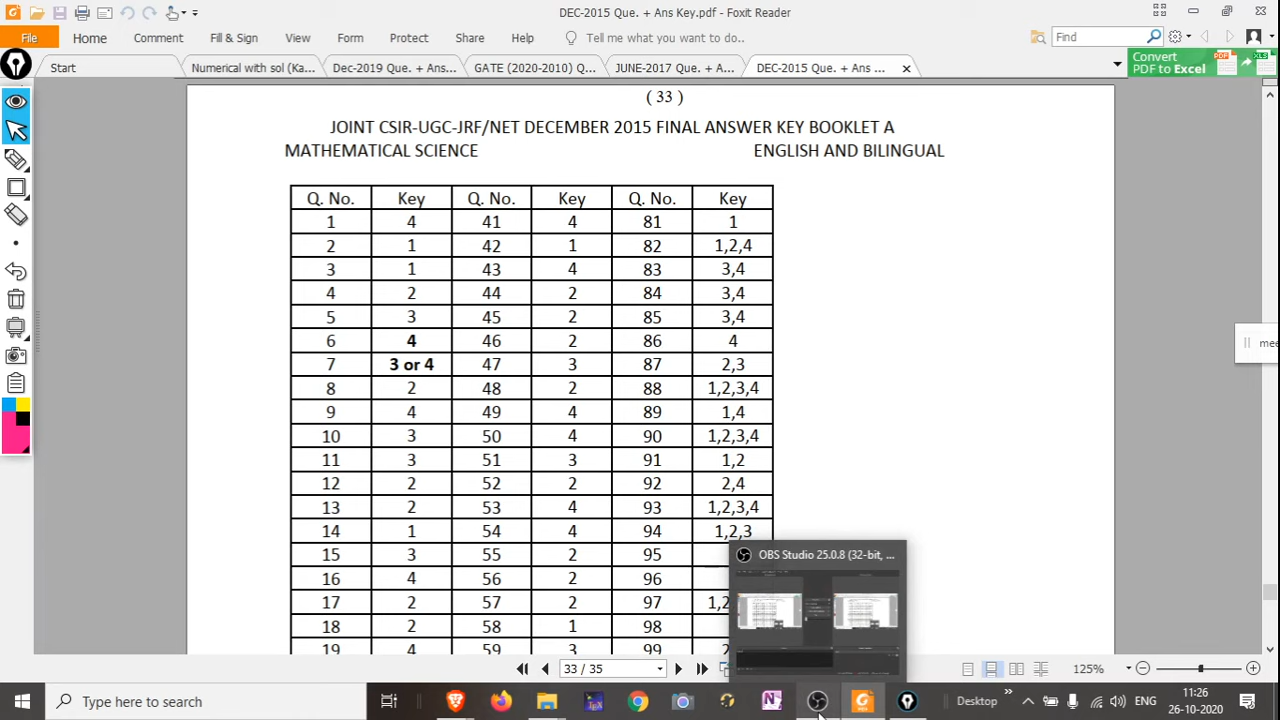 DEC-2015 Que. + Ans Key.pdf - Foxit Reader
File Home Comment Fill & Sign View Form Protect Share Help Tell me what you want to do.. Find
Start Numerical with sol (Ka... Dec-2019 Que. + A... GATE (2020-2010) Q... JUNE-2017 Que. + A... DEC-2015 Que. + Ans ...
Convert
PDF to Excel
( 33 )
JOINT CSIR-UGC-JRF/NET DECEMBER 2015 FINAL ANSWER KEY BOOKLET A
MATHEMATICAL SCIENCE ENGLISH AND BILINGUAL
Q. No. Key Q. No. Key Q. No. Key
1 4 41 4 81 1
2 1 42 1 82 1,2,4
3 1 43 4 83 3,4
4 2 44 2 84 3,4
5 3 45 2 85 3,4
6 4 46 2 86 4
7 3 or 4 47 3 87 2,3
8 2 48 2 88 1,2,3,4
9 4 49 4 89 1,4
10 3 50 4 90 1,2,3,4
11 3 51 3 91 1,2
12 2 52 2 92 2,4
13 2 53 4 93 1,2,3,4
14 1 54 4 94 1,2,3
15 3 55 2 95
16 4 56 2 96
17 2 57 2 97 1,2
18 2 58 1 98
19 4 59 3 99 2
mee
OBS Studio 25.0.8 (32-bit, ...
33 / 35 125%
Type here to search
Desktop ENG 11:26
26-10-2020